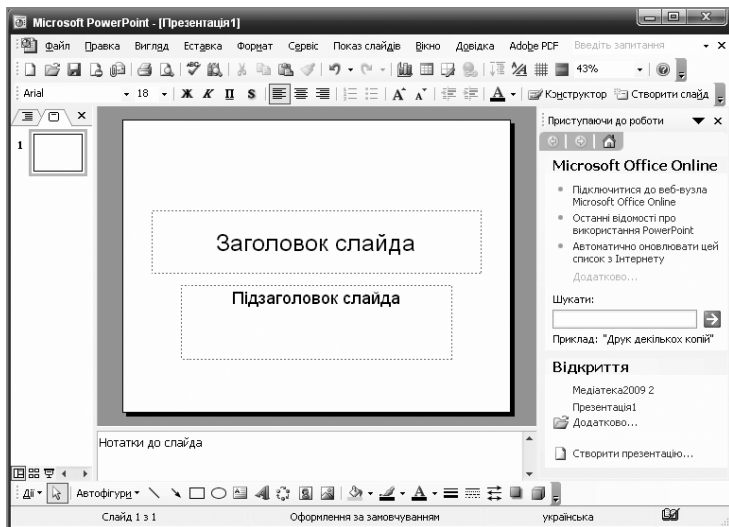 Microsoft PowerPoint - [Презентація1]
Файл Правка Вигляд Вставка Формат Сервіс Показ слайдів Вікно Довідка Adobe PDF Введіть запитання
43%
Arial 18 Ж К П S А А А Конструктор Створити слайд
1
Заголовок слайда
Підзаголовок слайда
Нотатки до слайда
Приступаючи до роботи
Microsoft Office Online
Підключитися до веб-вузла
Microsoft Office Online
Останні відомості про
використання PowerPoint
Автоматично оновлювати цей
список з Інтернету
Додатково...
Шукати:
Приклад: "Друк декількох копій"
Відкриття
Медіатека2009 2
Презентація1
Додатково...
Створити презентацію...
Дії Автофігури А А
Слайд 1 з 1 Оформлення за замовчуванням українська